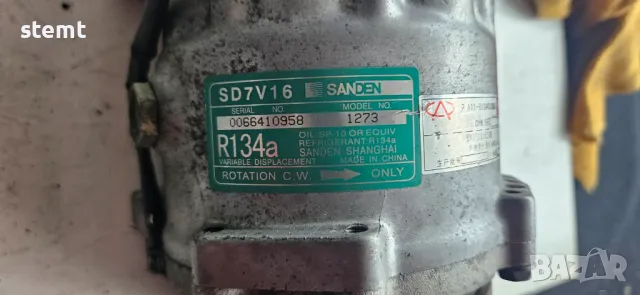 stemt
SD7V16 SANDEN
SERIAL NO. MODEL NO.
0066410958 1273
R134a
OIL:SP-10 OR EQUIV
REFRIGERANT R134a
SANDEN SHANGHAI
VARIABLE DISPLACEMENT MADE IN CHINA
ROTATION C.W. ONLY
bazar